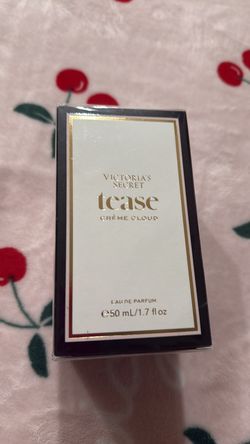 VICTORIA'S
SECRET
tease
CRÈME CLOUD
EAU DE PARFUM
℮50 mL/1.7 fl oz